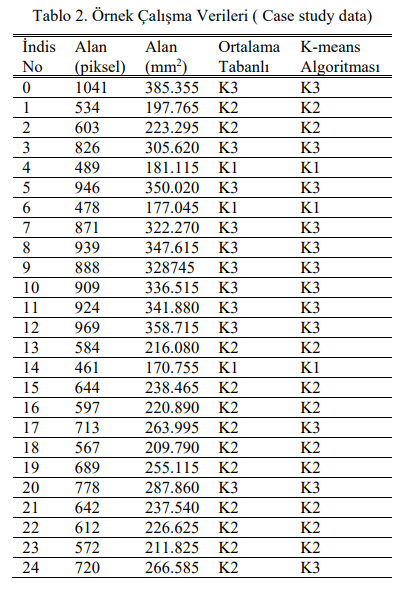 Tablo 2. Örnek Çalışma Verileri ( Case study data)
İndis No Alan (piksel) Alan (mm²) Ortalama Tabanlı K-means Algoritması
0 1041 385.355 K3 K3
1 534 197.765 K2 K2
2 603 223.295 K2 K2
3 826 305.620 K3 K3
4 489 181.115 K1 K1
5 946 350.020 K3 K3
6 478 177.045 K1 K1
7 871 322.270 K3 K3
8 939 347.615 K3 K3
9 888 328745 K3 K3
10 909 336.515 K3 K3
11 924 341.880 K3 K3
12 969 358.715 K3 K3
13 584 216.080 K2 K2
14 461 170.755 K1 K1
15 644 238.465 K2 K2
16 597 220.890 K2 K2
17 713 263.995 K2 K3
18 567 209.790 K2 K2
19 689 255.115 K2 K2
20 778 287.860 K3 K3
21 642 237.540 K2 K2
22 612 226.625 K2 K2
23 572 211.825 K2 K2
24 720 266.585 K2 K3